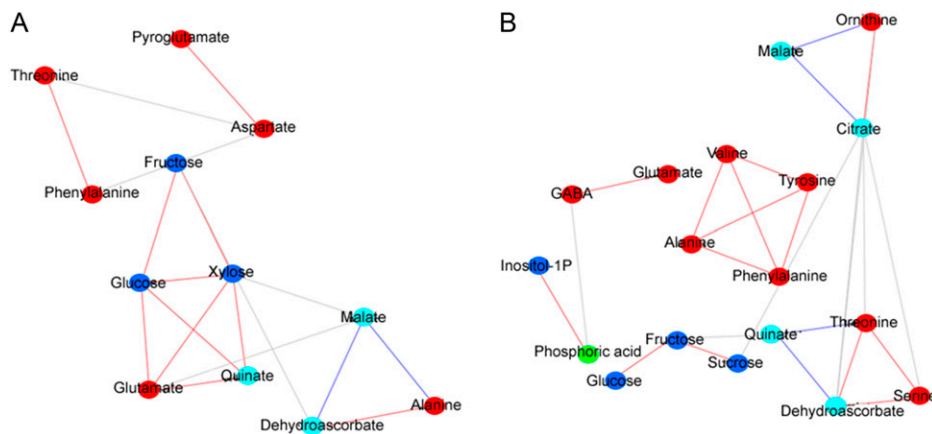 A
Pyroglutamate
Threonine
Aspartate
Fructose
Phenylalanine
Glucose
Xylose
Malate
Glutamate
Quinate
Alanine
Dehydroascorbate
B
Ornithine
Malate
Citrate
Valine
Glutamate
Tyrosine
GABA
Alanine
Inositol-1P
Phenylalanine
Threonine
Fructose
Quinate
Phosphoric acid
Sucrose
Glucose
Serine
Dehydroascorbate